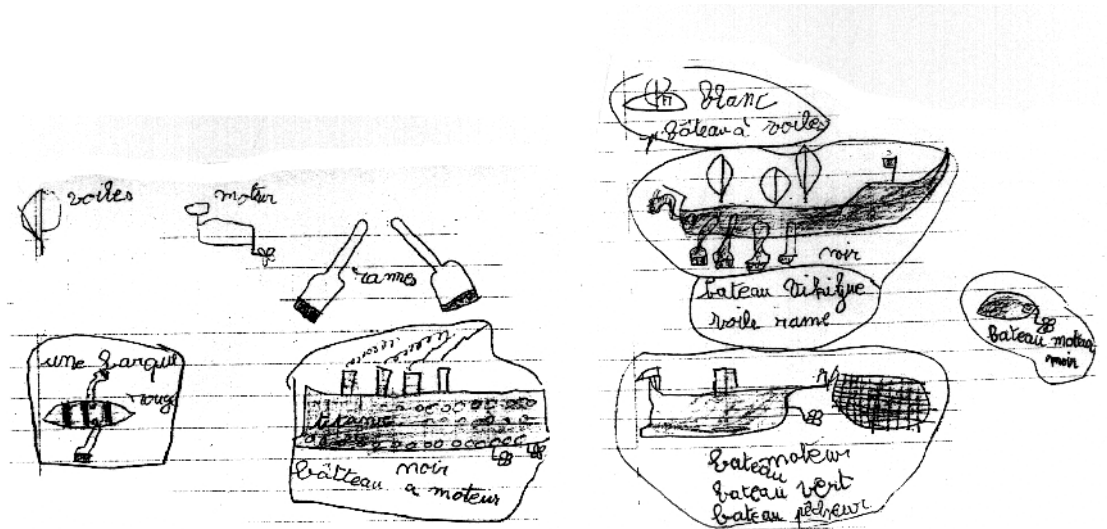 voiles
moteur
rames
une barque
rouge
titanic
noir
bâtteau a moteur
blanc
bâteau à voiles
noir
bateau vikigue
voile rame
bateau moteur
noir
bateau moteur
bateau vert
bateau pêcheur